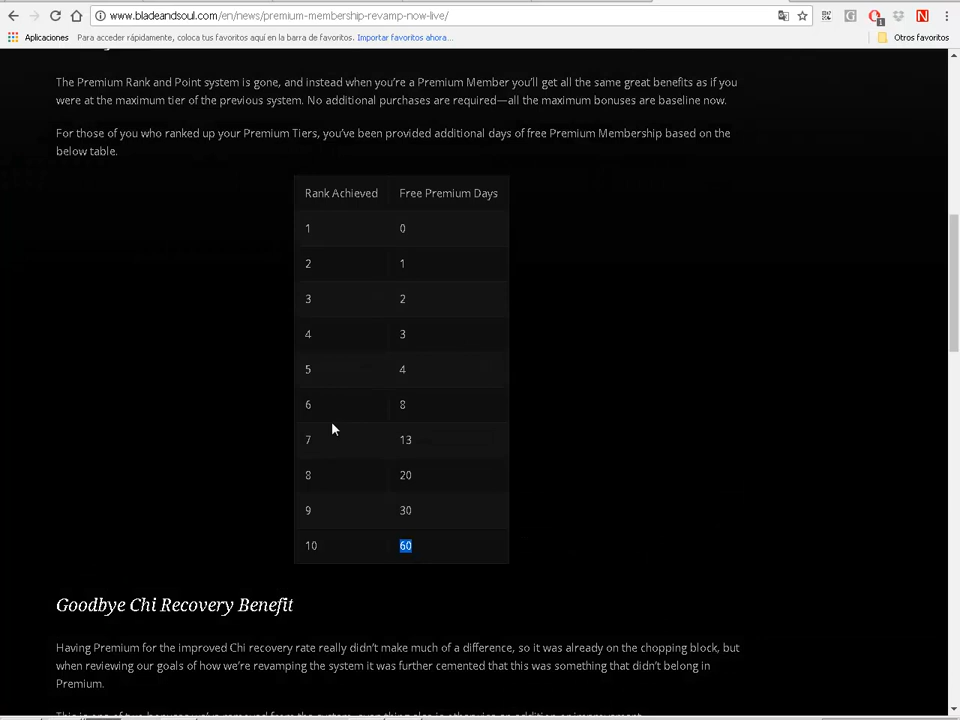 www.bladeandsoul.com/en/news/premium-membership-revamp-now-live/
Aplicaciones Para acceder rápidamente, coloca tus favoritos aquí en la barra de favoritos. Importar favoritos ahora... Otros favoritos
The Premium Rank and Point system is gone, and instead when you're a Premium Member you'll get all the same great benefits as if you
were at the maximum tier of the previous system. No additional purchases are required—all the maximum bonuses are baseline now.
For those of you who ranked up your Premium Tiers, you've been provided additional days of free Premium Membership based on the
below table.
Rank Achieved Free Premium Days
1 0
2 1
3 2
4 3
5 4
6 8
7 13
8 20
9 30
10 60
Goodbye Chi Recovery Benefit
Having Premium for the improved Chi recovery rate really didn't make much of a difference, so it was already on the chopping block, but
when reviewing our goals of how we're revamping the system it was further cemented that this was something that didn't belong in
Premium.